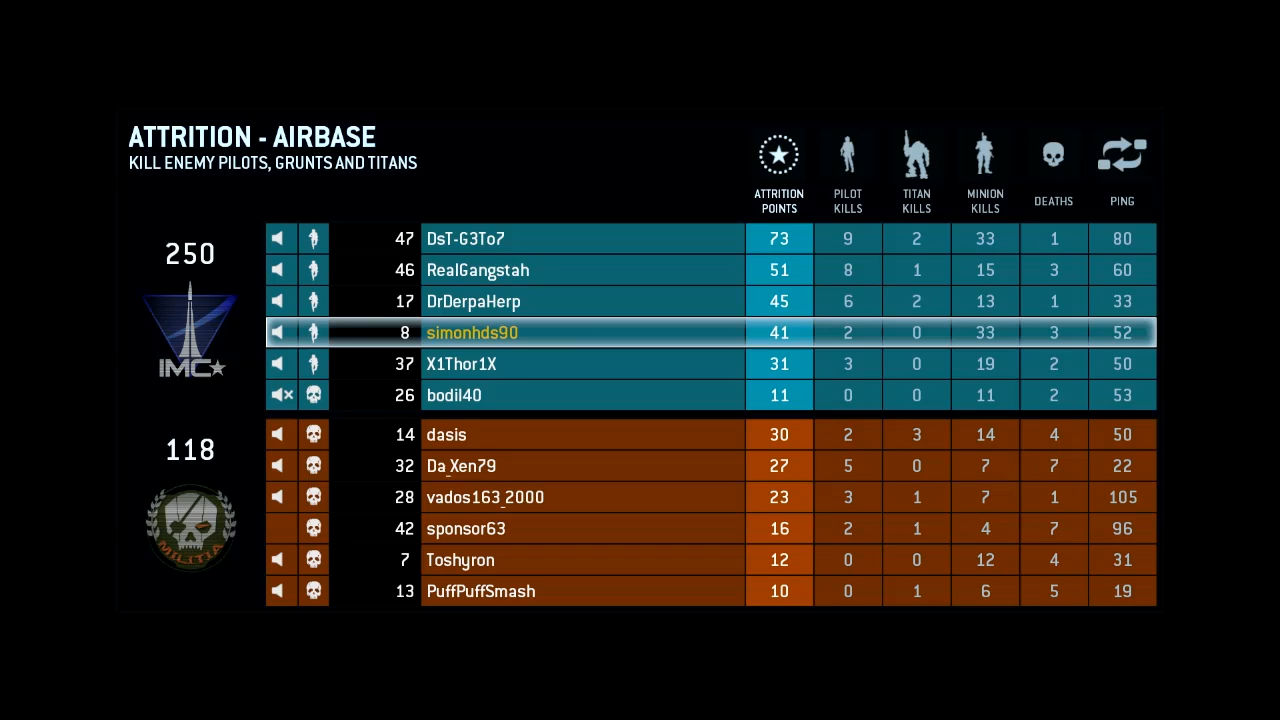 ATTRITION - AIRBASE
KILL ENEMY PILOTS, GRUNTS AND TITANS
ATTRITION POINTS
PILOT KILLS
TITAN KILLS
MINION KILLS
DEATHS
PING
250
IMC
47 DsT-G3To7 73 9 2 33 1 80
46 RealGangstah 51 8 1 15 3 60
17 DrDerpaHerp 45 6 2 13 1 33
8 simonhds90 41 2 0 33 3 52
37 X1Thor1X 31 3 0 19 2 50
26 bodil40 11 0 0 11 2 53
118
MILITIA
14 dasis 30 2 3 14 4 50
32 Da_Xen79 27 5 0 7 7 22
28 vados163_2000 23 3 1 7 1 105
42 sponsor63 16 2 1 4 7 96
7 Toshyron 12 0 0 12 4 31
13 PuffPuffSmash 10 0 1 6 5 19